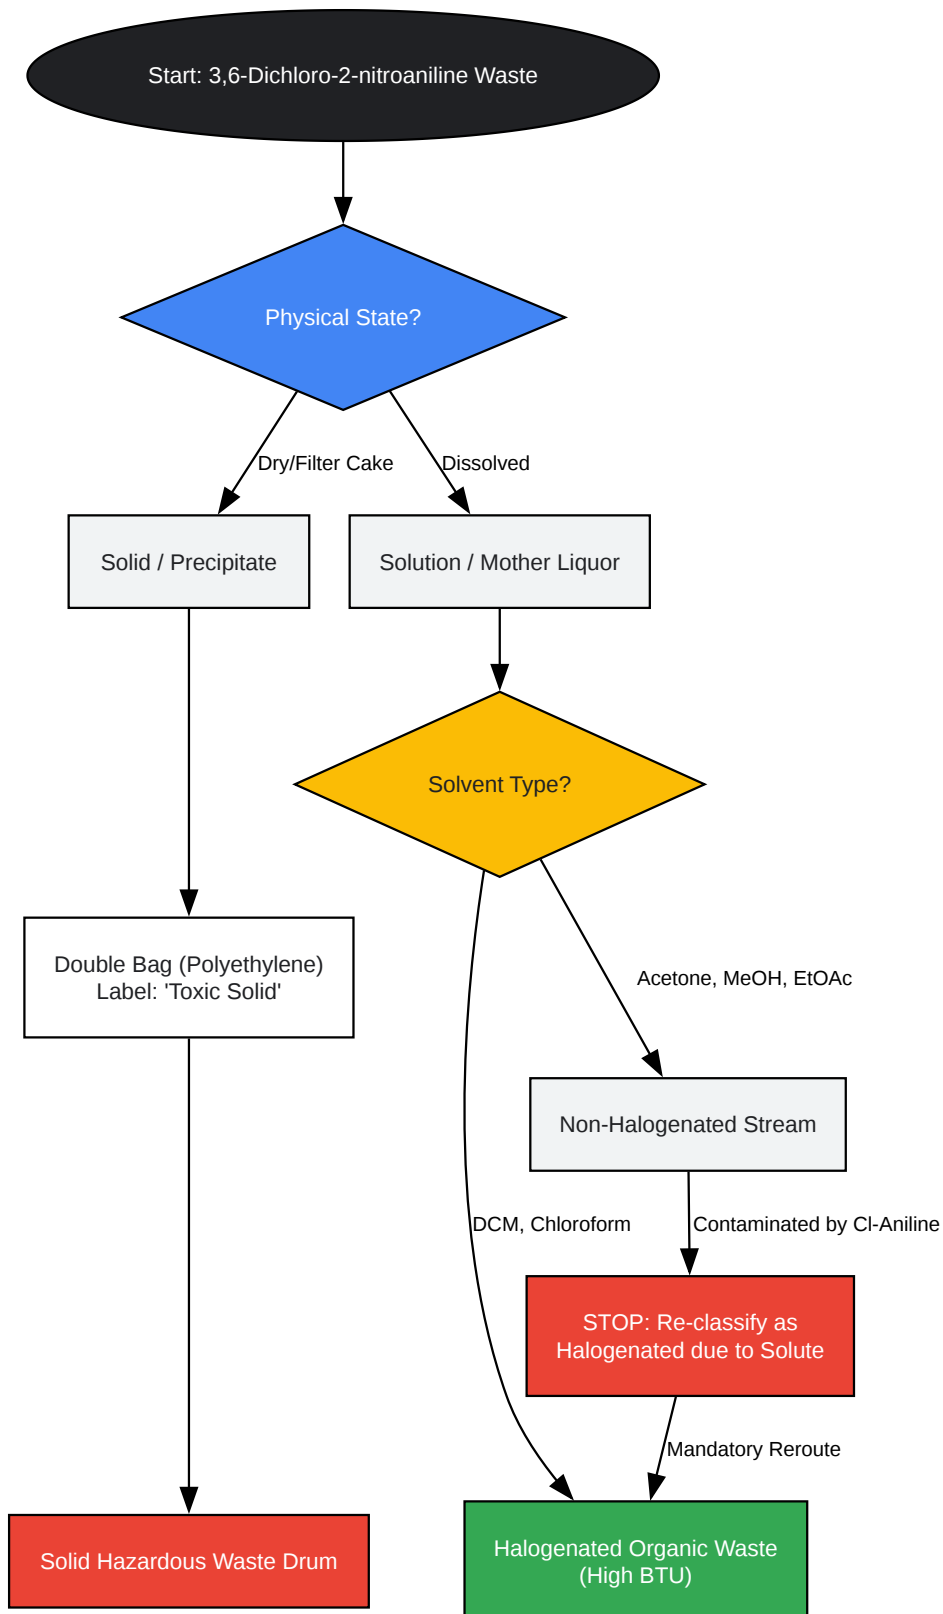 Start: 3,6-Dichloro-2-nitroaniline Waste
Physical State?
Dry/Filter Cake
Dissolved
Solid / Precipitate
Solution / Mother Liquor
Solvent Type?
Double Bag (Polyethylene)
Label: 'Toxic Solid'
Acetone, MeOH, EtOAc
Non-Halogenated Stream
DCM, Chloroform
Contaminated by Cl-Aniline
STOP: Re-classify as
Halogenated due to Solute
Mandatory Reroute
Solid Hazardous Waste Drum
Halogenated Organic Waste
(High BTU)